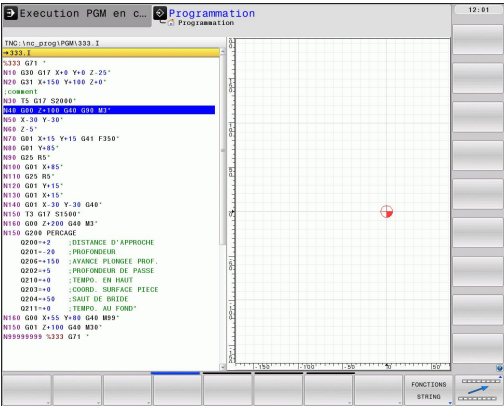 Execution PGM en c...
Programmation
Programmation
12:01
TNC:\nc_prog\PGM\333.I
→333.I
%333 G71 *
N10 G30 G17 X+0 Y+0 Z-25*
N20 G31 X+150 Y+100 Z+0*
;comment
N30 T5 G17 S2000*
N40 G00 Z+100 G40 G90 M3*
N50 X-30 Y-30*
N60 Z-5*
N70 G01 X+15 Y+15 G41 F350*
N80 G01 Y+85*
N90 G25 R5*
N100 G01 X+85*
N110 G25 R5*
N120 G01 Y+15*
N130 G01 X+15*
N140 G01 X-30 Y-30 G40*
N150 T3 G17 S1500*
N160 G00 Z+200 G40 M3*
N150 G200 PERCAGE
Q200=+2 ;DISTANCE D'APPROCHE
Q201=-20 ;PROFONDEUR
Q206=+150 ;AVANCE PLONGEE PROF.
Q202=+5 ;PROFONDEUR DE PASSE
Q210=+0 ;TEMPO. EN HAUT
Q203=+0 ;COORD. SURFACE PIECE
Q204=+50 ;SAUT DE BRIDE
Q211=+0 ;TEMPO. AU FOND*
N160 G00 X+55 Y+80 G40 M99*
N150 G01 Z+100 G40 M30*
N99999999 %333 G71 *
-150 -100 -50 0 50
FONCTIONS
STRING